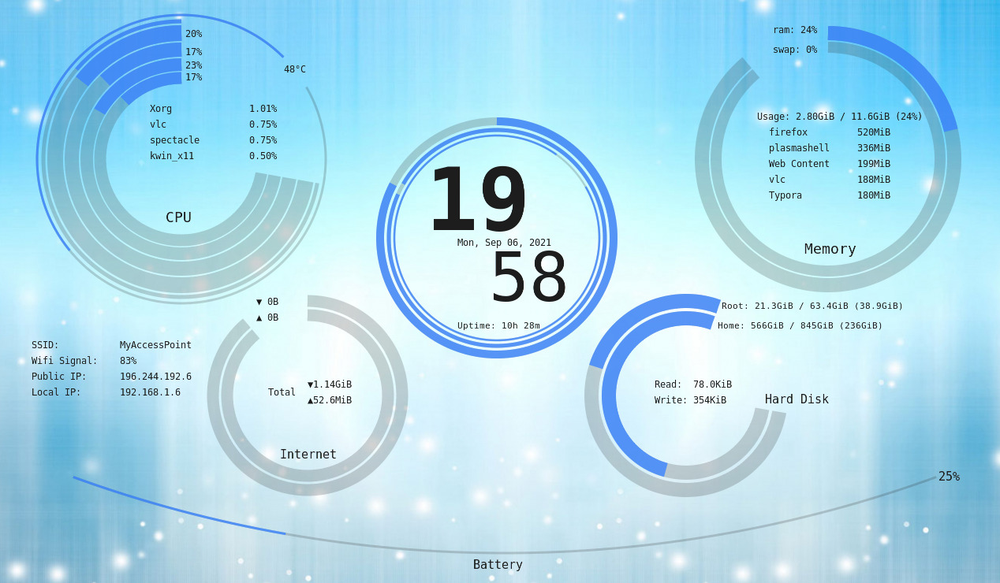 20%
17%
23%
17%
48°C
Xorg 1.01%
vlc 0.75%
spectacle 0.75%
kwin_x11 0.50%
CPU
ram: 24%
swap: 0%
Usage: 2.80GiB / 11.6GiB (24%)
firefox 520MiB
plasmashell 336MiB
Web Content 199MiB
vlc 188MiB
Typora 180MiB
Memory
19
Mon, Sep 06, 2021
58
Uptime: 10h 28m
▼ 0B
▲ 0B
SSID: MyAccessPoint
Wifi Signal: 83%
Public IP: 196.244.192.6
Local IP: 192.168.1.6
Total ▼1.14GiB
▲52.6MiB
Internet
Root: 21.3GiB / 63.4GiB (38.9GiB)
Home: 566GiB / 845GiB (236GiB)
Read: 78.0KiB
Write: 354KiB
Hard Disk
25%
Battery